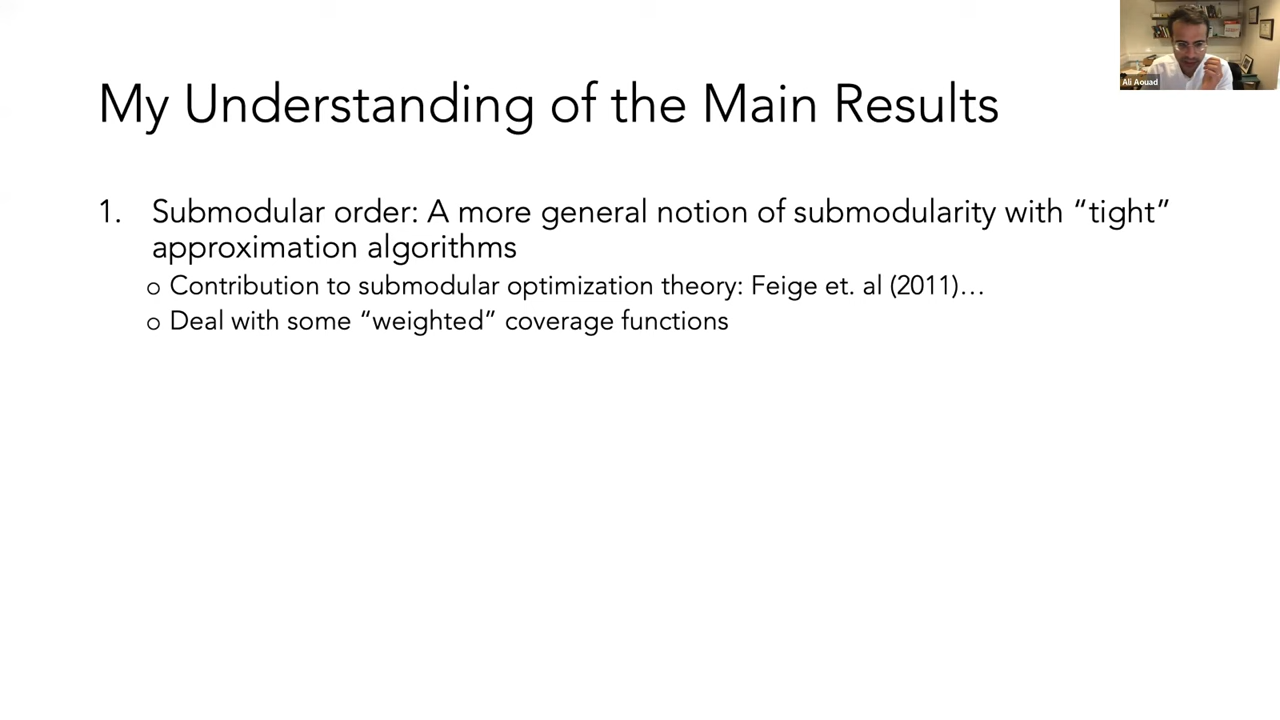 Ali Aouad
My Understanding of the Main Results
1. Submodular order: A more general notion of submodularity with “tight”
approximation algorithms
o Contribution to submodular optimization theory: Feige et. al (2011)…
o Deal with some “weighted” coverage functions